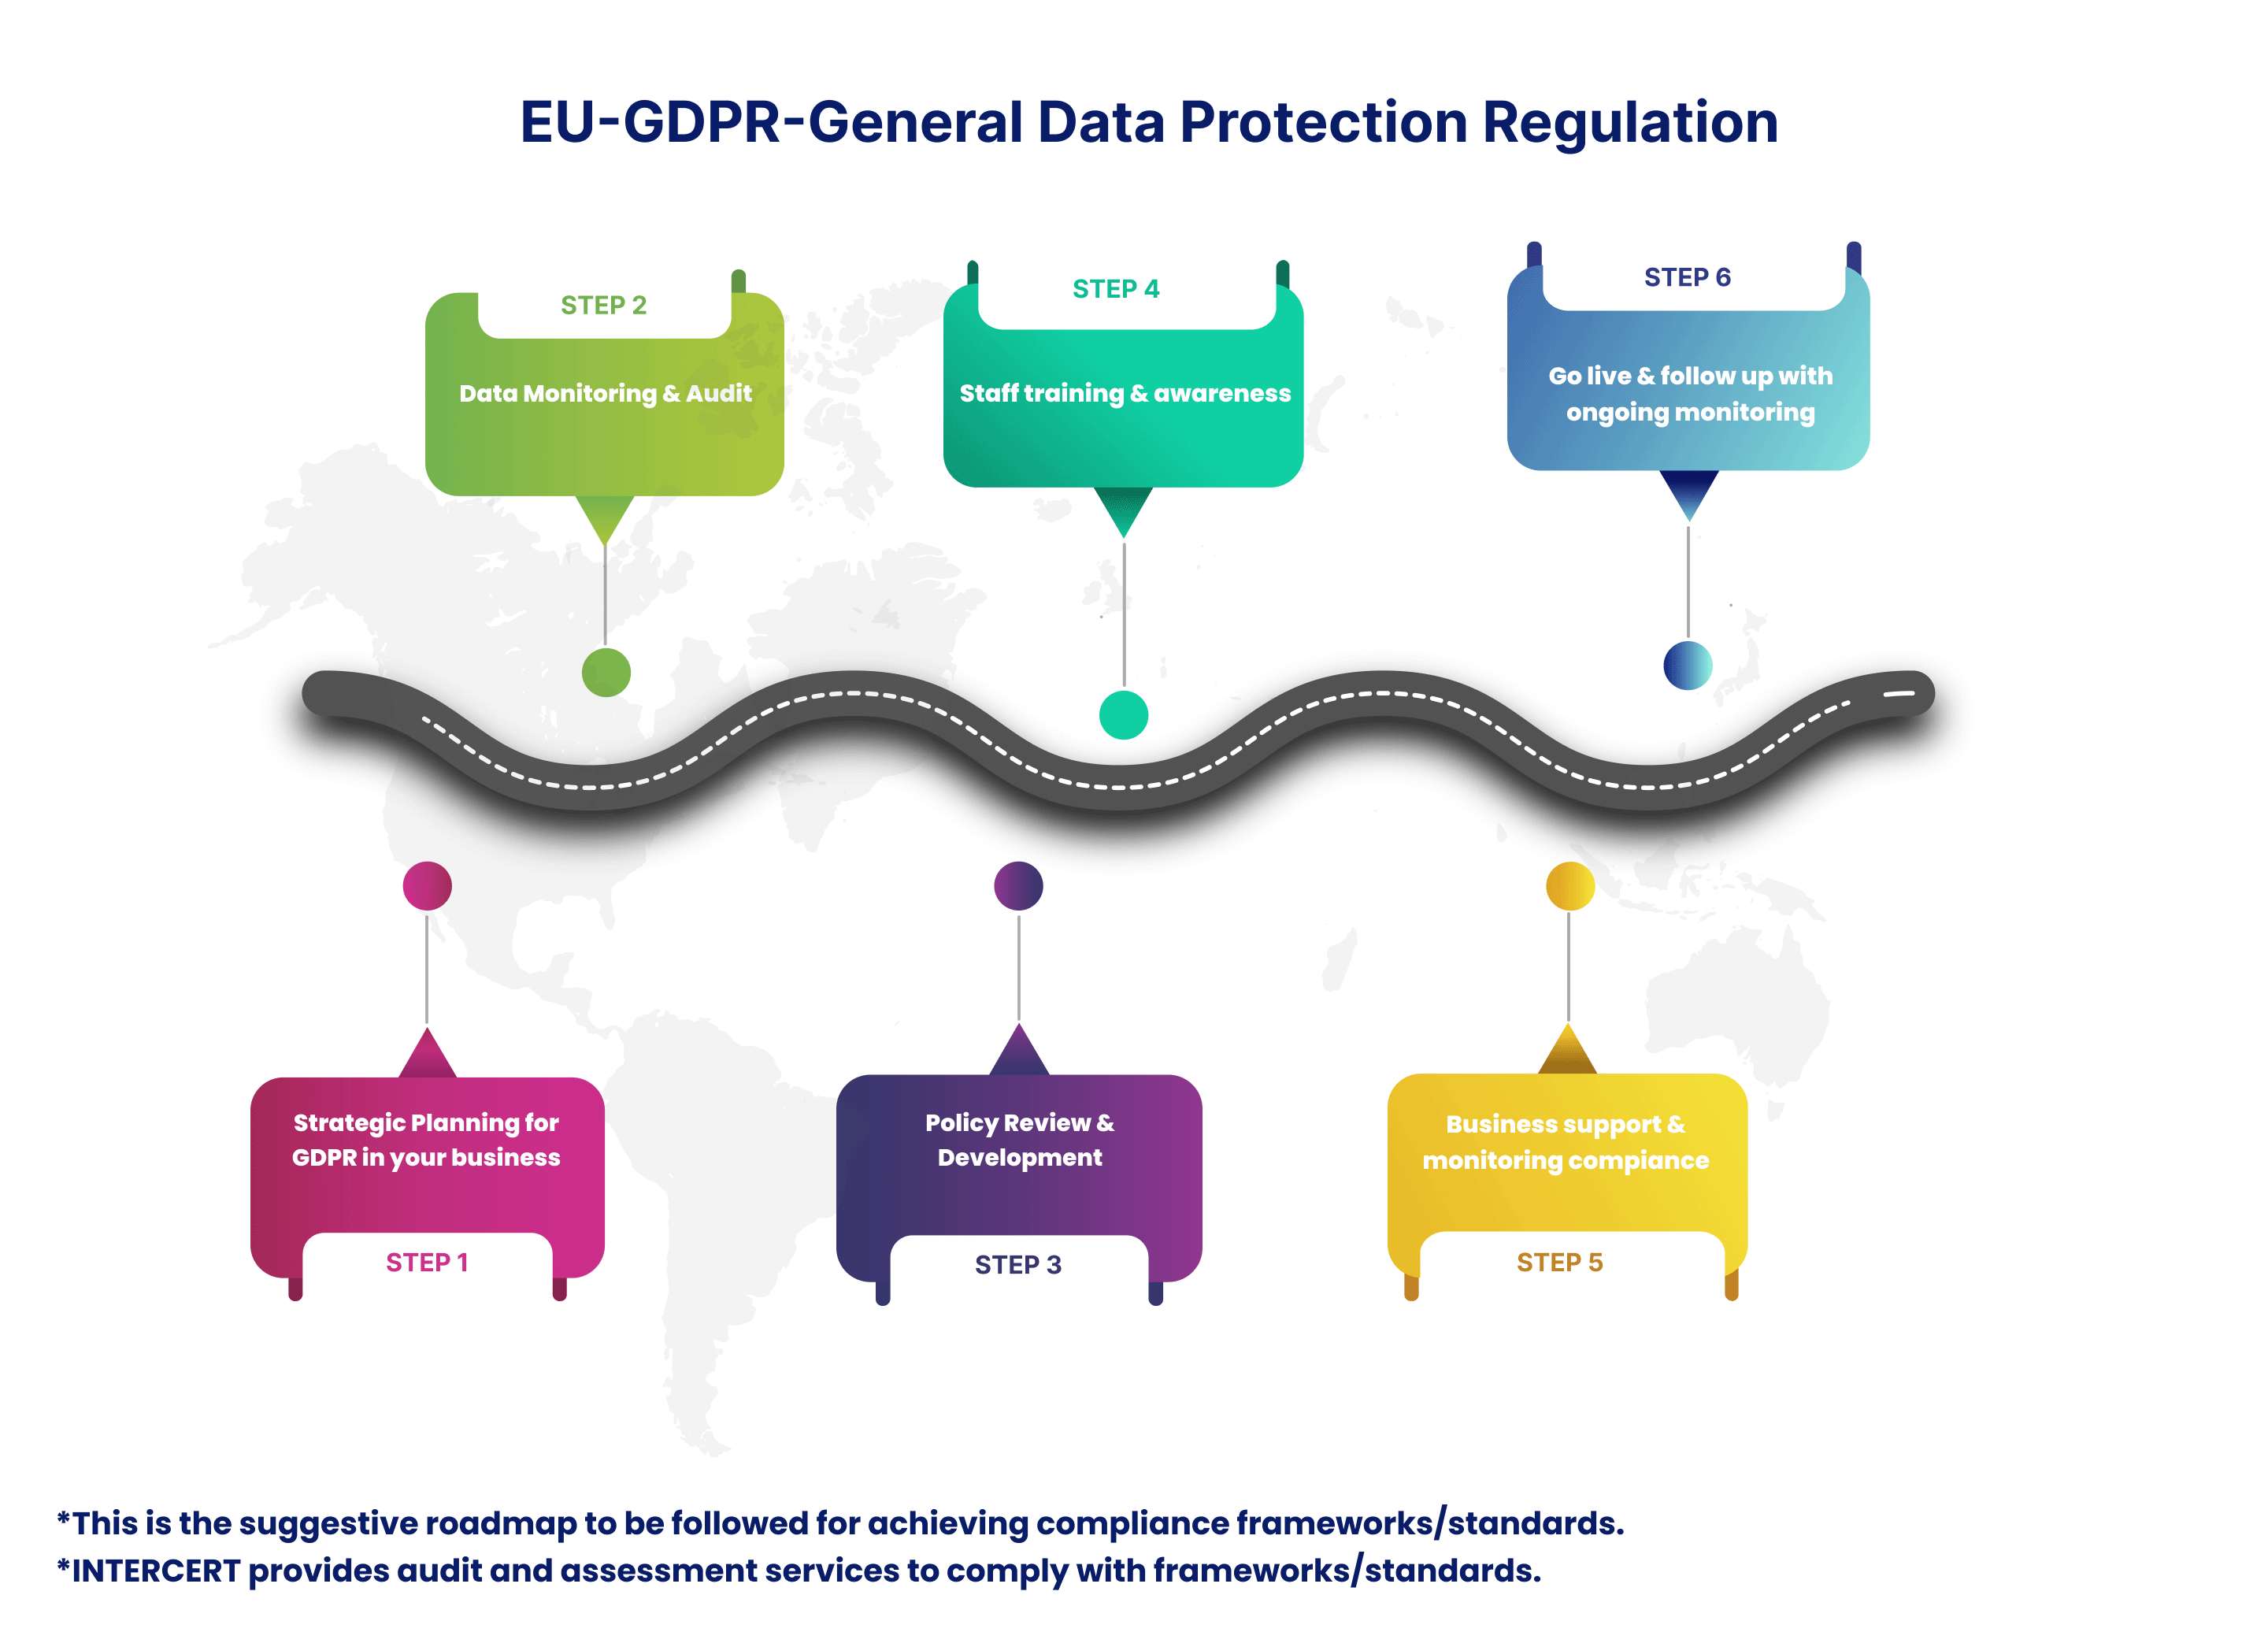 EU-GDPR-General Data Protection Regulation
STEP 2
Data Monitoring & Audit
STEP 4
Staff training & awareness
STEP 6
Go live & follow up with
ongoing monitoring
Strategic Planning for
GDPR in your business
STEP 1
Policy Review &
Development
STEP 3
Business support &
monitoring compiance
STEP 5
*This is the suggestive roadmap to be followed for achieving compliance frameworks/standards.
*INTERCERT provides audit and assessment services to comply with frameworks/standards.